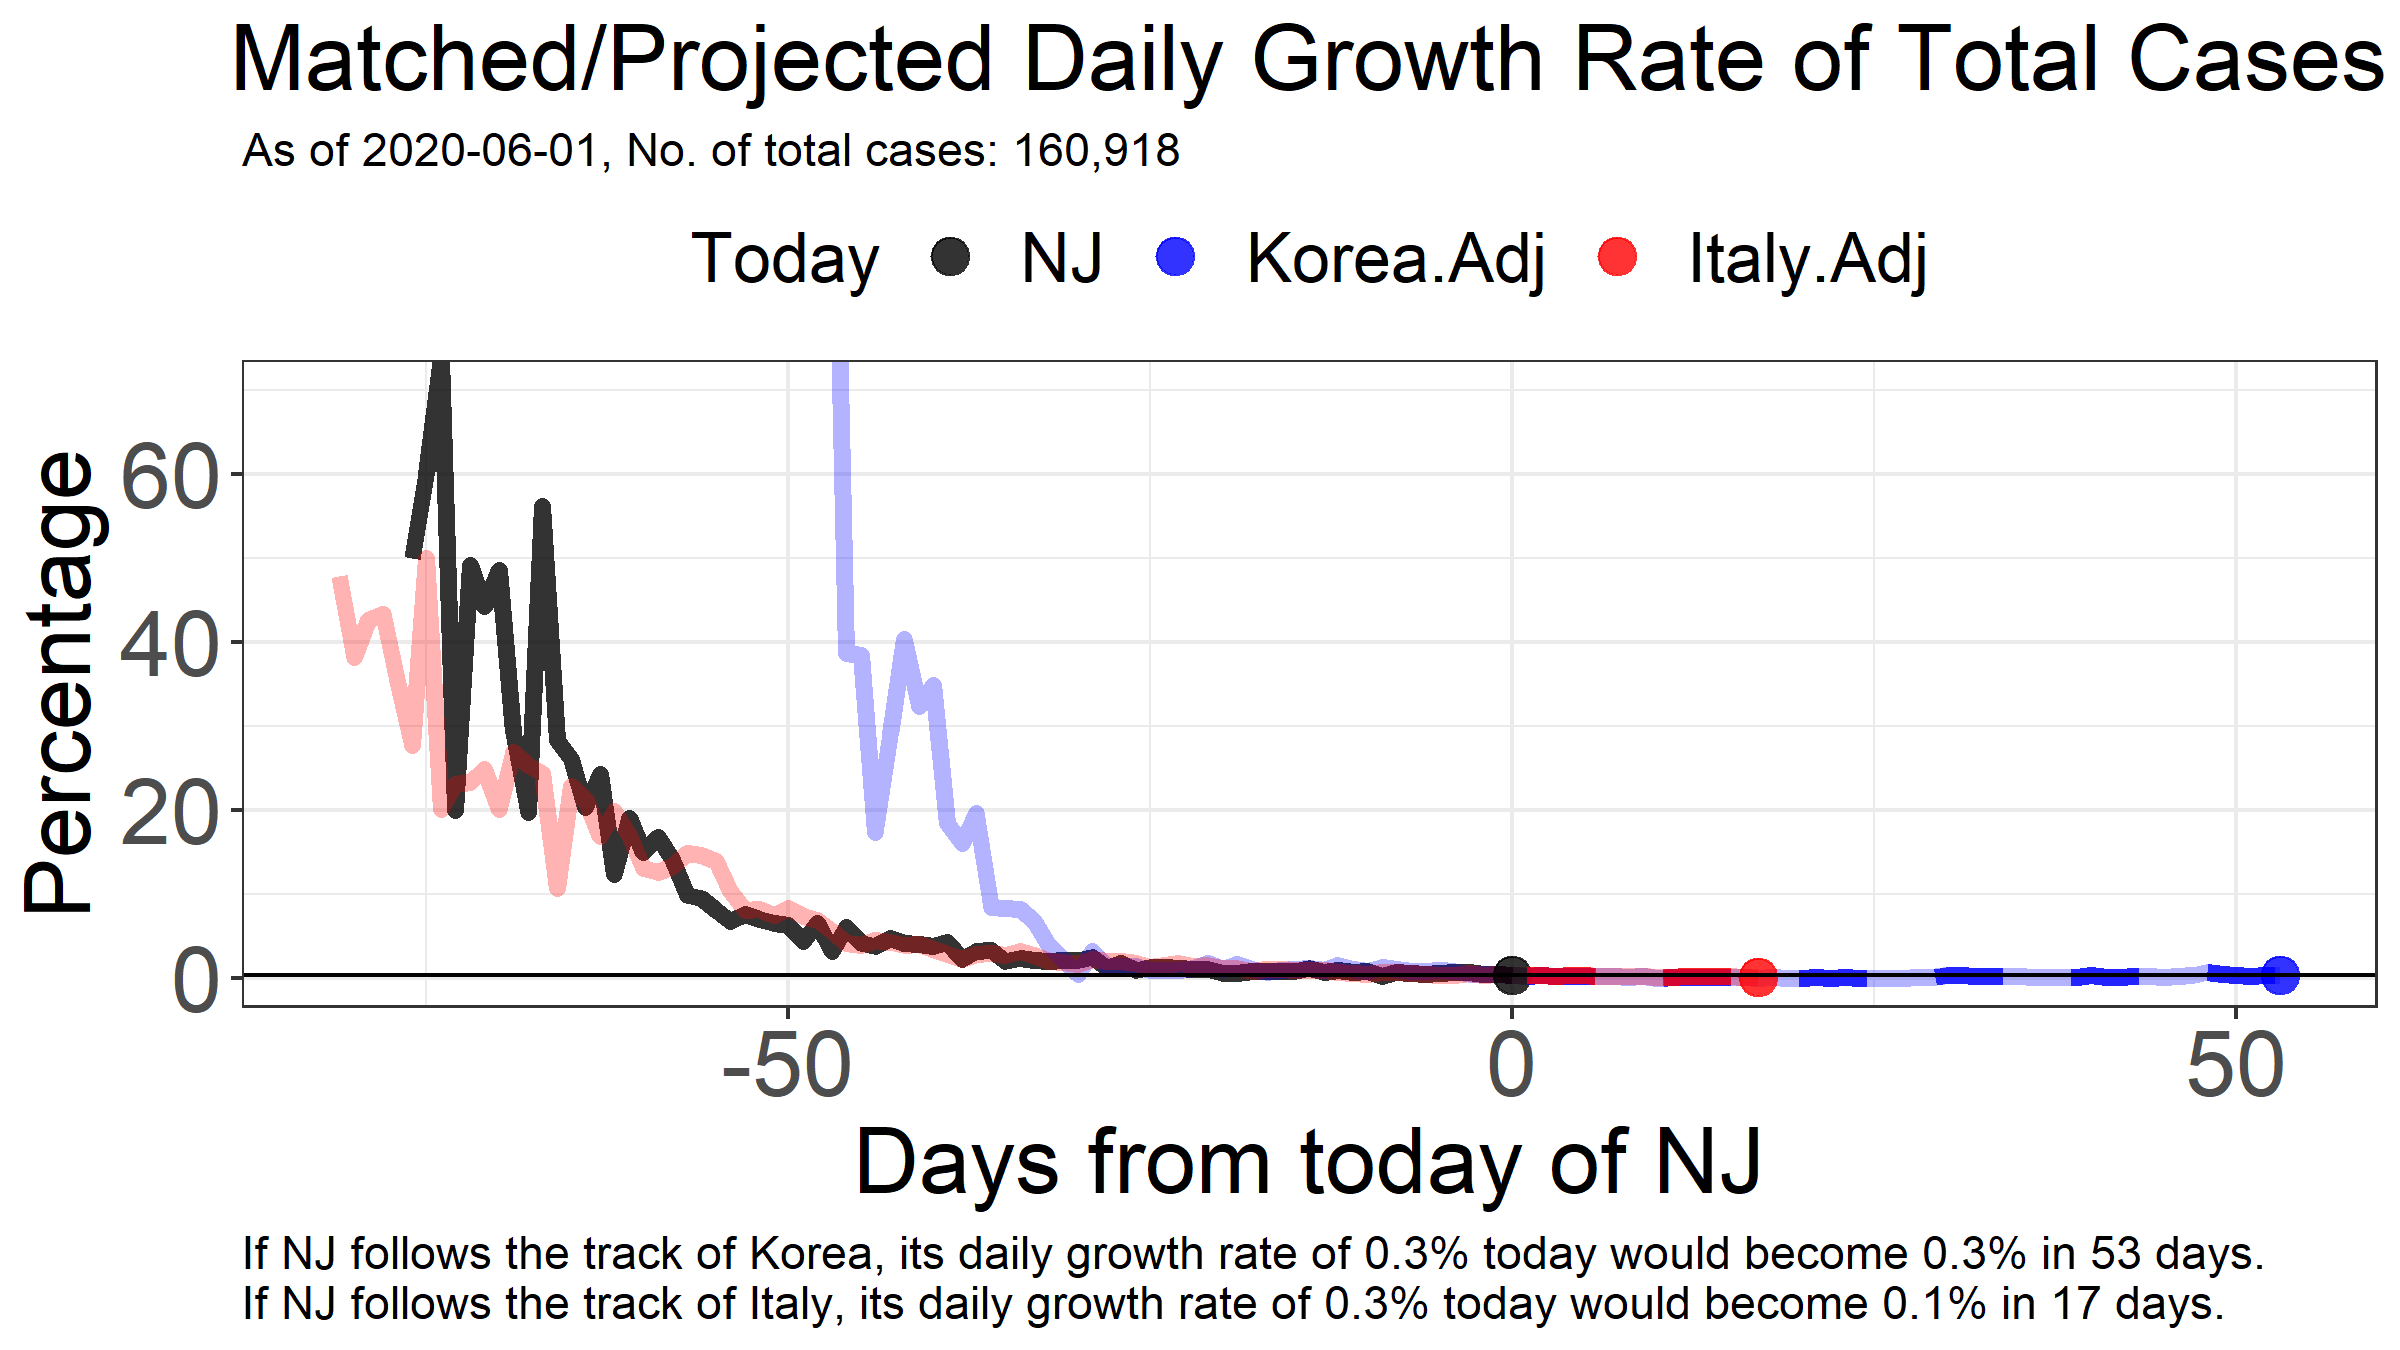 Matched/Projected Daily Growth Rate of Total Cases
As of 2020-06-01, No. of total cases: 160,918
Today NJ Korea.Adj Italy.Adj
Percentage
60
40
20
0
-50 0 50
Days from today of NJ
If NJ follows the track of Korea, its daily growth rate of 0.3% today would become 0.3% in 53 days.
If NJ follows the track of Italy, its daily growth rate of 0.3% today would become 0.1% in 17 days.